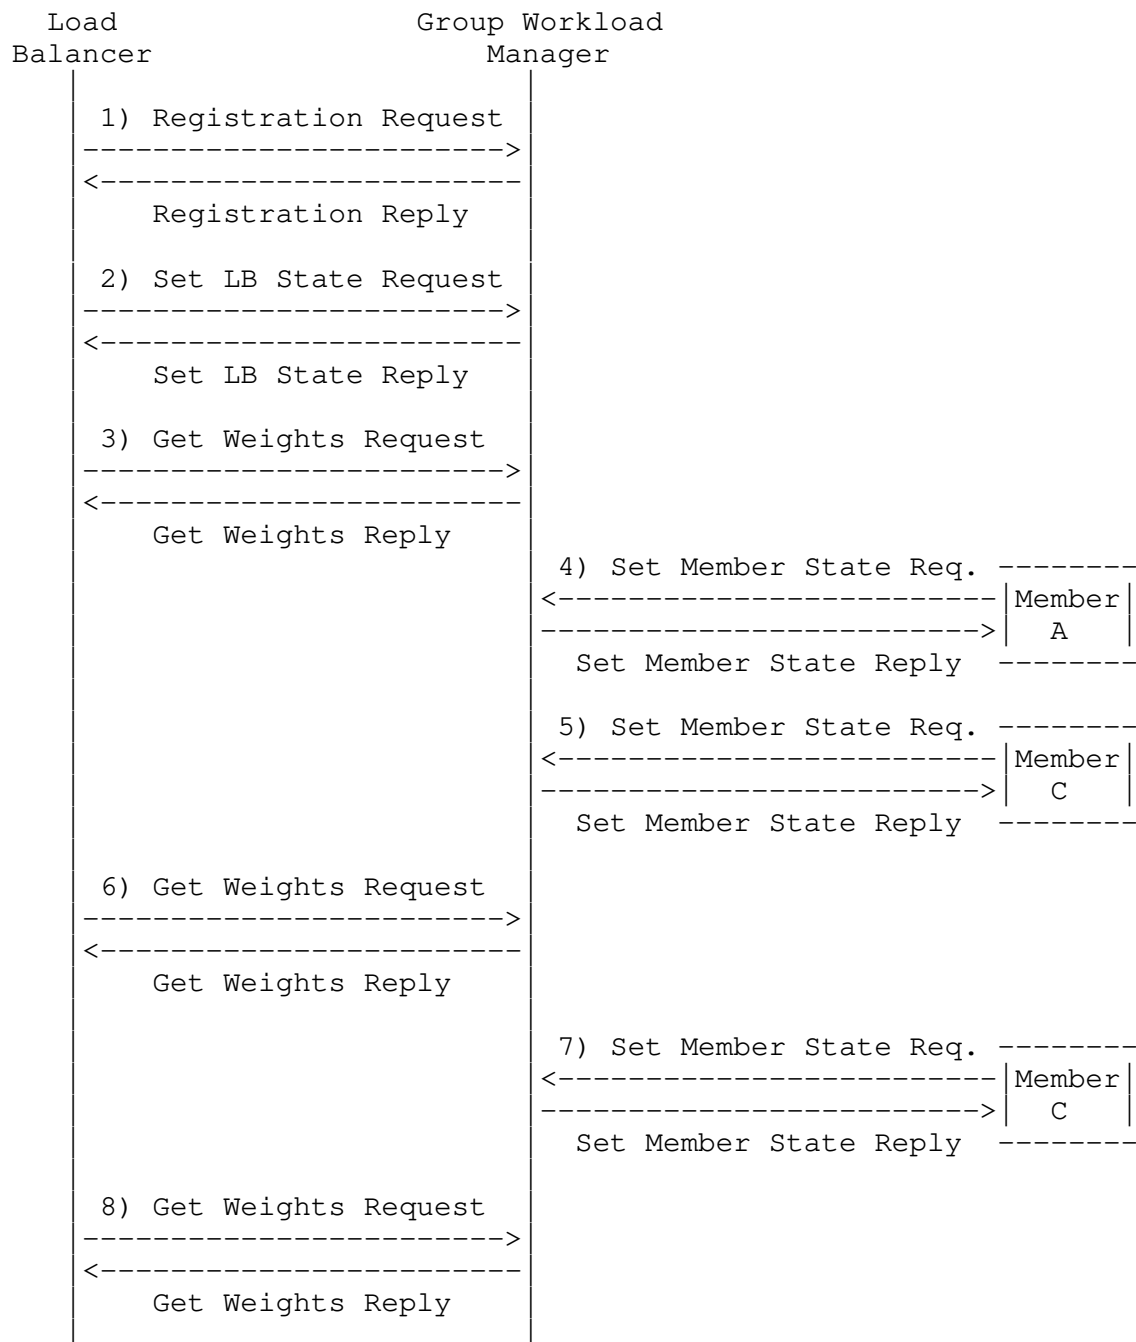 Load Group Workload
Balancer Manager
1) Registration Request
Registration Reply
2) Set LB State Request
Set LB State Reply
3) Get Weights Request
Get Weights Reply
4) Set Member State Req.
Member
A
Set Member State Reply
5) Set Member State Req.
Member
C
Set Member State Reply
6) Get Weights Request
Get Weights Reply
7) Set Member State Req.
Member
C
Set Member State Reply
8) Get Weights Request
Get Weights Reply